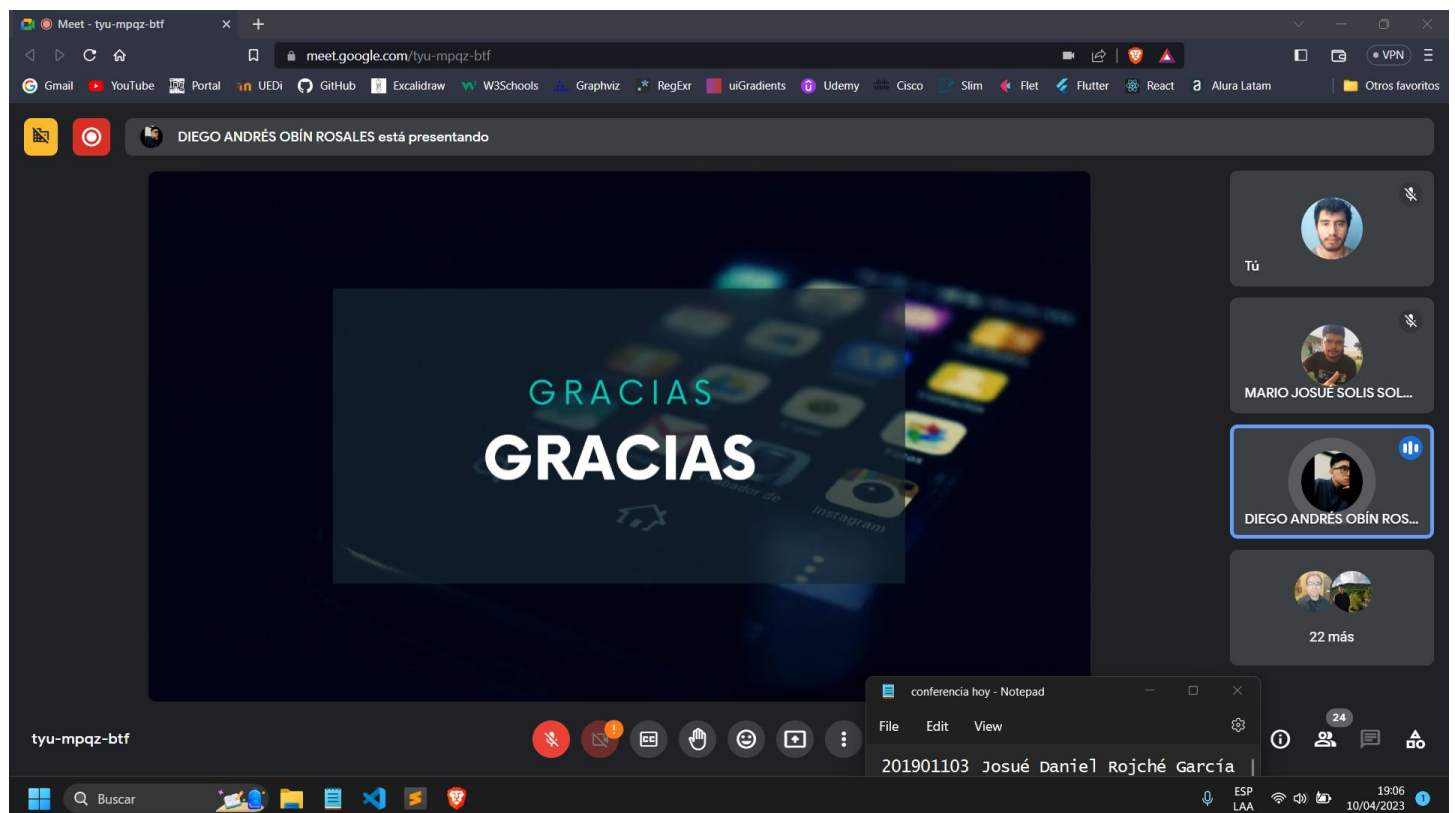 Meet - tyu-mpqz-btf
meet.google.com/tyu-mpqz-btf
VPN
Gmail YouTube Portal UEDi GitHub Excalidraw W3Schools Graphviz RegExr uiGradients Udemy Cisco Slim Flet Flutter React Alura Latam Otros favoritos
DIEGO ANDRÉS OBÍN ROSALES está presentando
Tú
MARIO JOSUÉ SOLIS SOL...
DIEGO ANDRÉS OBÍN ROS...
22 más
GRACIAS
GRACIAS
Fotos
Instagram
conferencia hoy - Notepad
File Edit View
201901103 Josué Daniel Rojché García
tyu-mpqz-btf
24
Buscar
ESP
LAA
19:06
10/04/2023
1